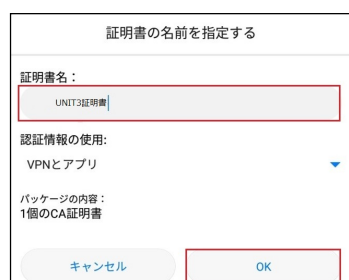 証明書の名前を指定する
証明書名：
UNIT3証明書
認証情報の使用:
VPNとアプリ
パッケージの内容：
1個のCA証明書
キャンセル
OK